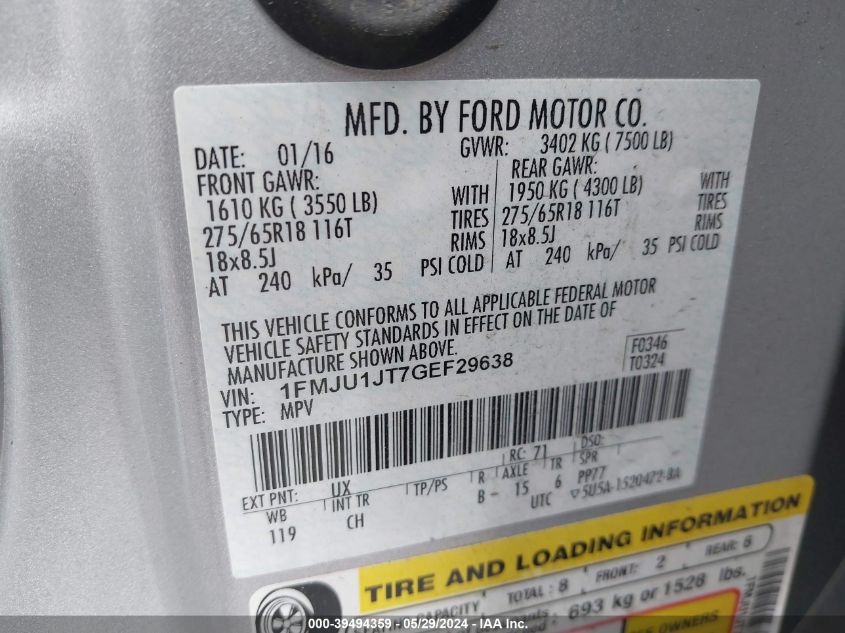 MFD. BY FORD MOTOR CO.
DATE: 01/16 GVWR: 3402 KG ( 7500 LB)
FRONT GAWR: REAR GAWR:
1610 KG ( 3550 LB) WITH 1950 KG ( 4300 LB) WITH
275/65R18 116T TIRES 275/65R18 116T TIRES
18x8.5J RIMS 18x8.5J RIMS
AT 240 kPa/ 35 PSI COLD AT 240 kPa/ 35 PSI COLD
THIS VEHICLE CONFORMS TO ALL APPLICABLE FEDERAL MOTOR
VEHICLE SAFETY STANDARDS IN EFFECT ON THE DATE OF
MANUFACTURE SHOWN ABOVE.
F0346
VIN: 1FMJU1JT7GEF29638
T0324
TYPE: MPV
EXT PNT: UX RC: 71 DSO:
WB INT TR TP/PS R AXLE TR SPR
119 CH B - 15 6 PP77
UTC ▽5U5A-1520472-BA
TIRE AND LOADING INFORMATION
CAPACITY TOTAL : 8 FRONT: 2 REAR: 6
693 kg or 1528 lbs.
OWNERS
00-39494359 - 05/29/2024 - IAA Inc.